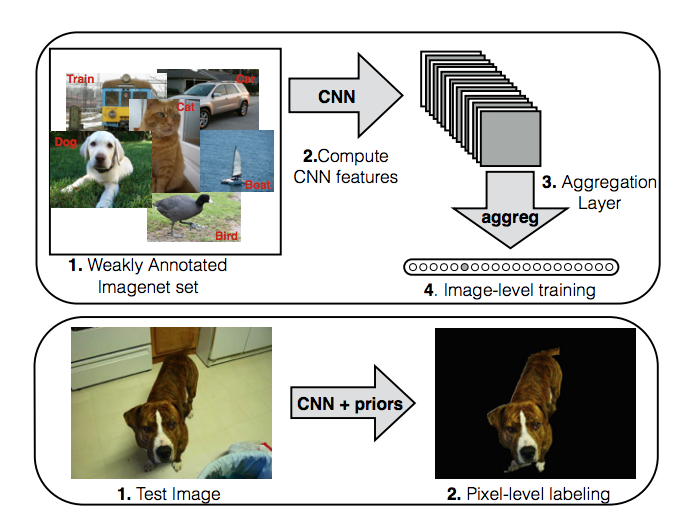 Train
Car
Cat
Dog
Boat
Bird
1. Weakly Annotated
Imagenet set
CNN
2.Compute
CNN features
3. Aggregation
Layer
aggreg
4. Image-level training
CNN + priors
1. Test Image
2. Pixel-level labeling